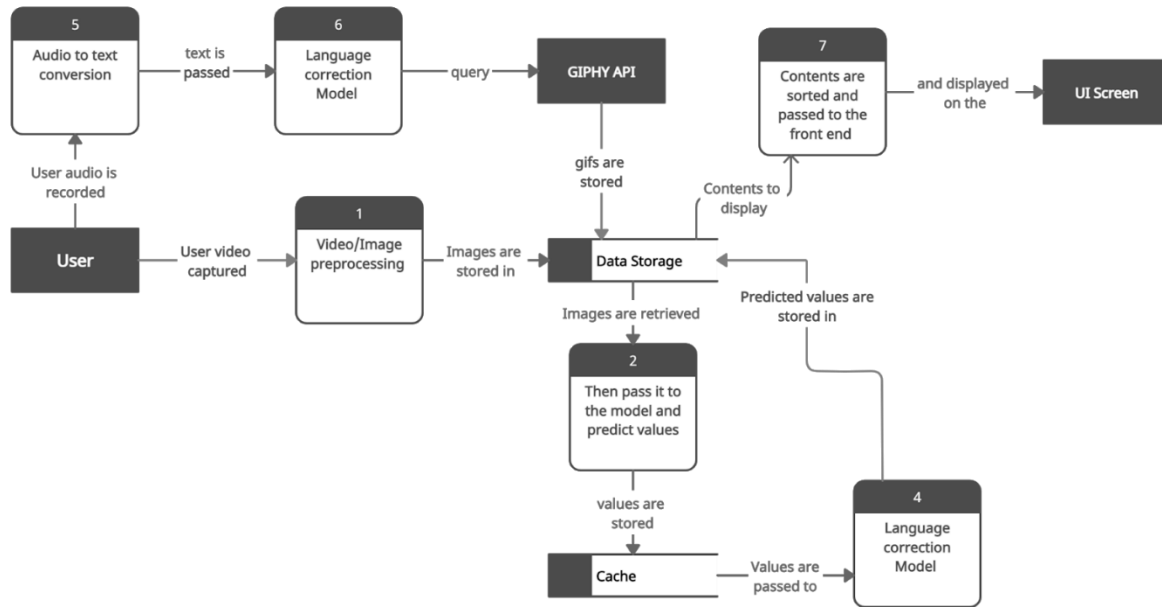 5
Audio to text
conversion
text is
passed
6
Language
correction
Model
query
GIPHY API
7
Contents are
sorted and
passed to the
front end
and displayed
on the
UI Screen
User audio is
recorded
gifs are
stored
Contents to
display
User
User video
captured
1
Video/Image
preprocessing
Images are
stored in
Data Storage
Predicted values are
stored in
Images are retrieved
2
Then pass it to
the model and
predict values
values are
stored
Cache
Values are
passed to
4
Language
correction
Model